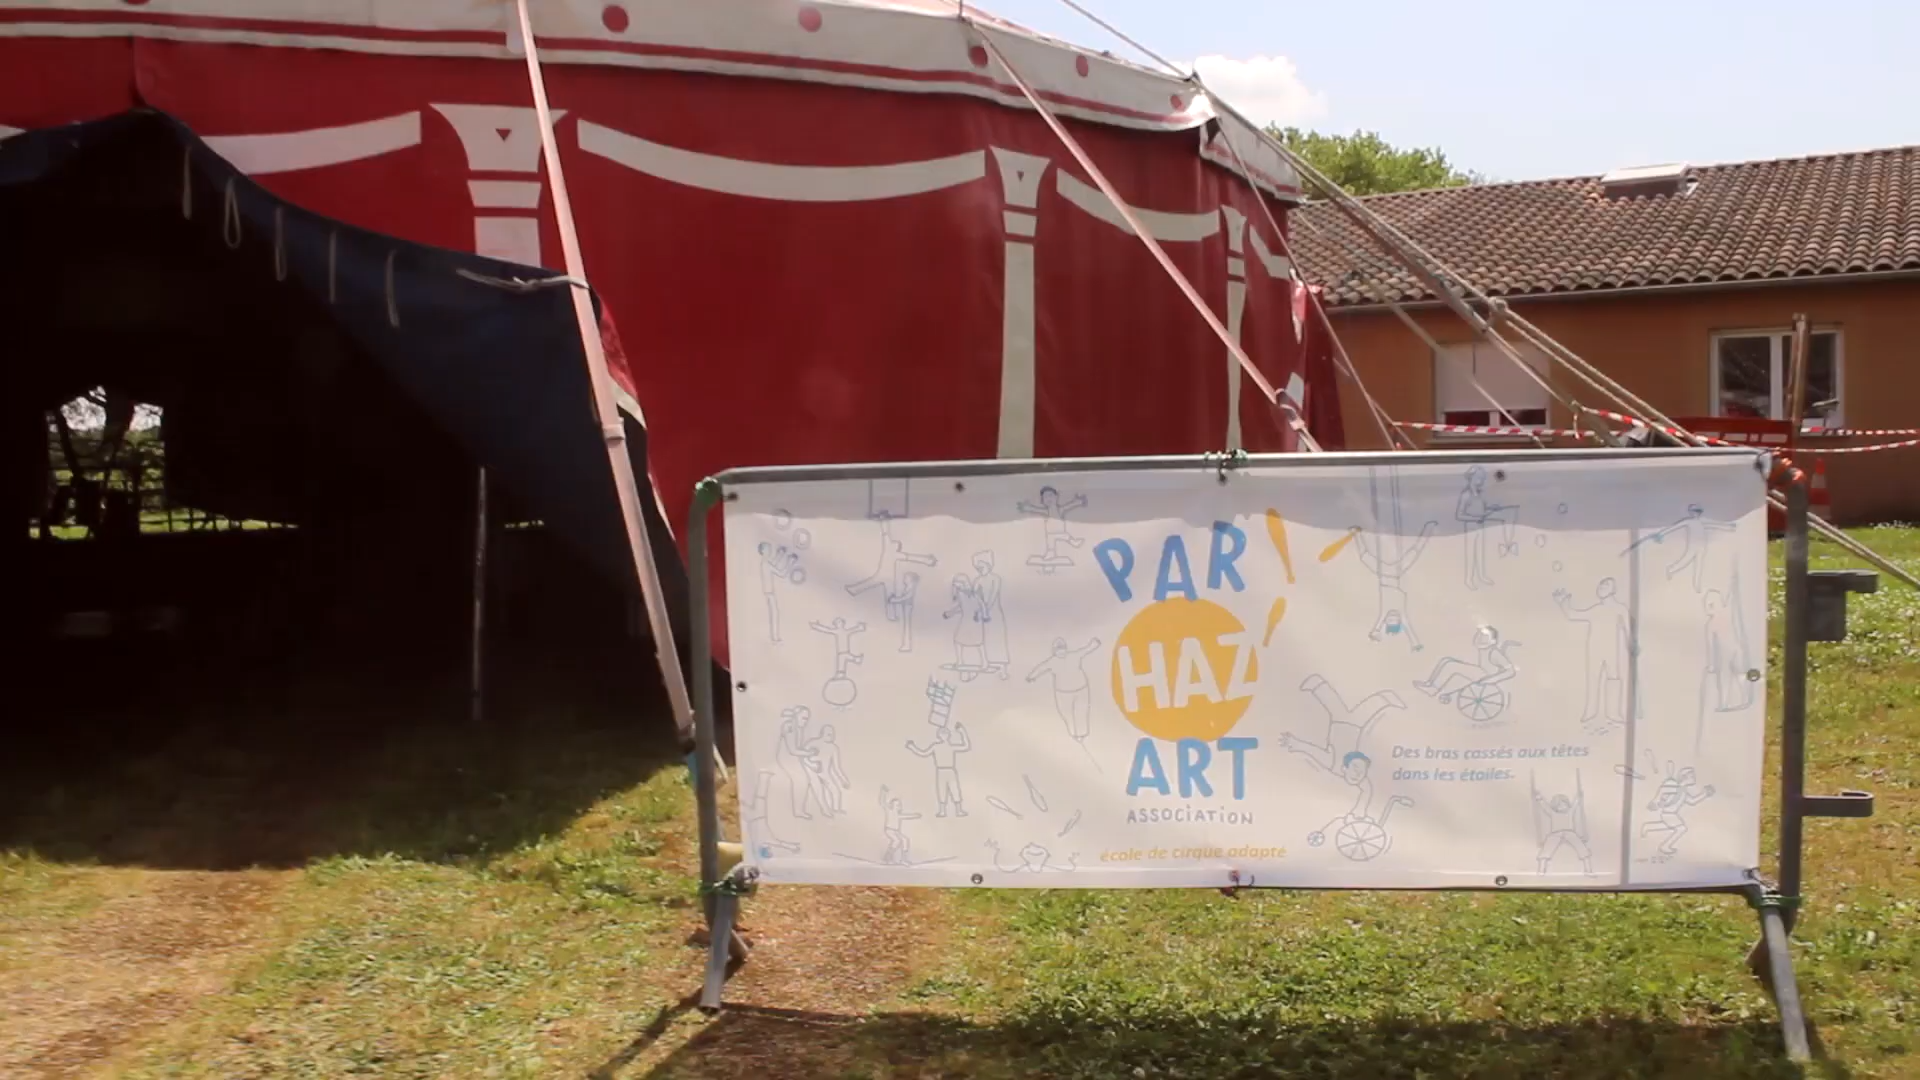 PAR!
HAZ'
ART
ASSOCIATION
école de cirque adapté
Des bras cassés aux têtes
dans les étoiles.